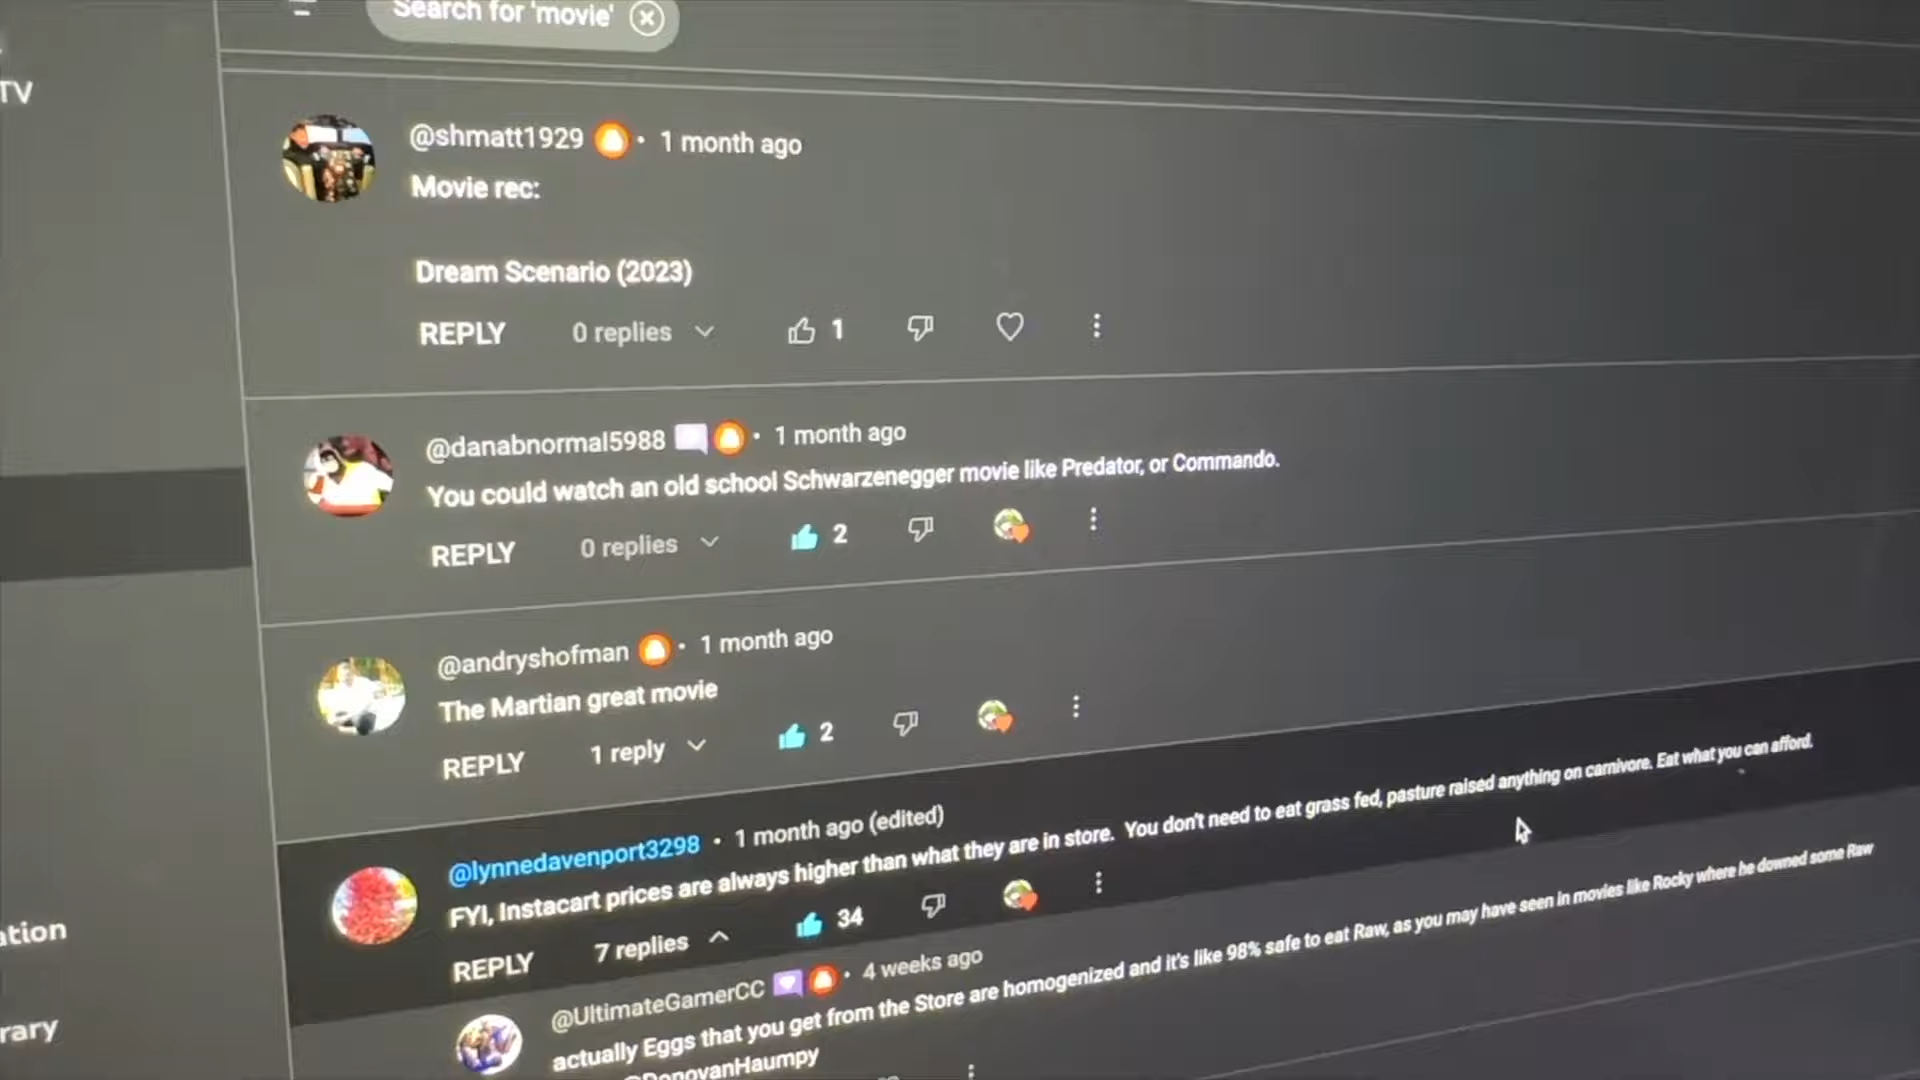 Search for 'movie'
TV
@shmatt1929 • 1 month ago
Movie rec:
Dream Scenario (2023)
REPLY 0 replies 1
@danabnormal5988 • 1 month ago
You could watch an old school Schwarzenegger movie like Predator, or Commando.
REPLY 0 replies 2
@andryshofman • 1 month ago
The Martian great movie
REPLY 1 reply 2
@lynnedavenport3298 • 1 month ago (edited)
FYI, Instacart prices are always higher than what they are in store. You don't need to eat grass fed, pasture raised anything on carnivore. Eat what you can afford.
REPLY 7 replies 34
ation
@UltimateGamerCC • 4 weeks ago
actually Eggs that you get from the Store are homogenized and it's like 98% safe to eat Raw, as you may have seen in movies like Rocky where he downed some Raw
rary
@DonovanHaumpy